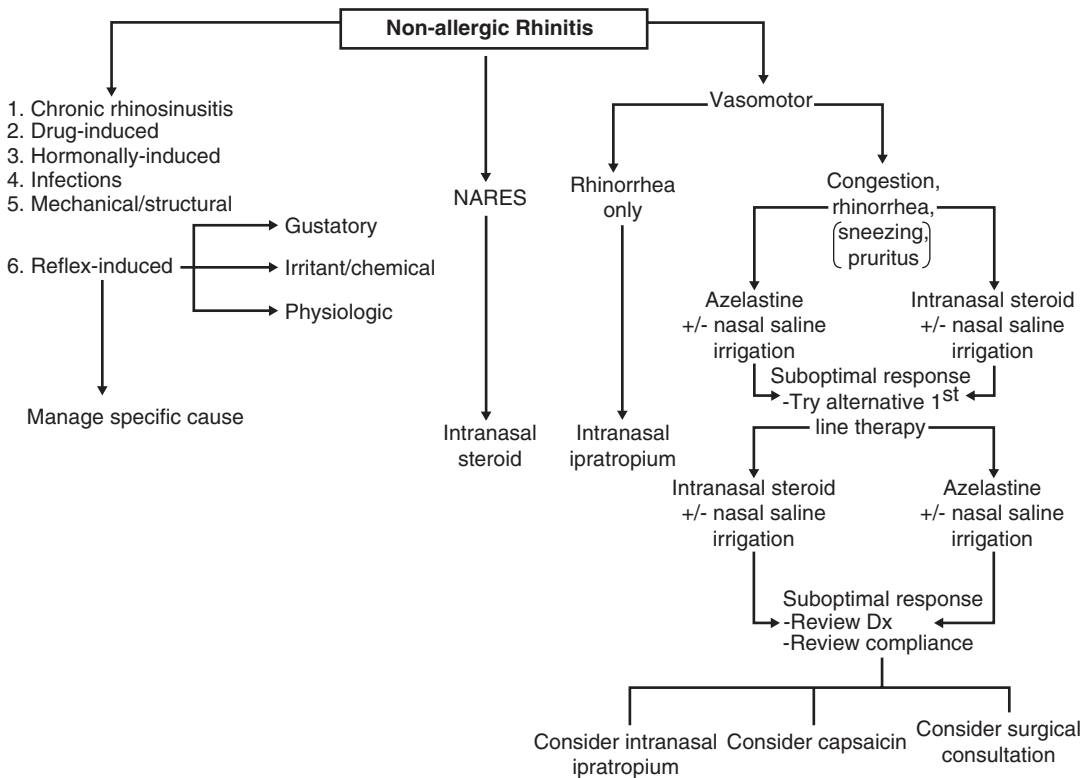 Non-allergic Rhinitis
1. Chronic rhinosinusitis
2. Drug-induced
3. Hormonally-induced
4. Infections
5. Mechanical/structural
6. Reflex-induced
Gustatory
Irritant/chemical
Physiologic
Manage specific cause
NARES
Intranasal
steroid
Vasomotor
Rhinorrhea
only
Intranasal
ipratropium
Congestion,
rhinorrhea,
(sneezing,
pruritus)
Azelastine
+/- nasal saline
irrigation
Intranasal steroid
+/- nasal saline
irrigation
Suboptimal response
-Try alternative 1st
line therapy
Intranasal steroid
+/- nasal saline
irrigation
Azelastine
+/- nasal saline
irrigation
Suboptimal response
-Review Dx
-Review compliance
Consider intranasal
ipratropium
Consider capsaicin
Consider surgical
consultation